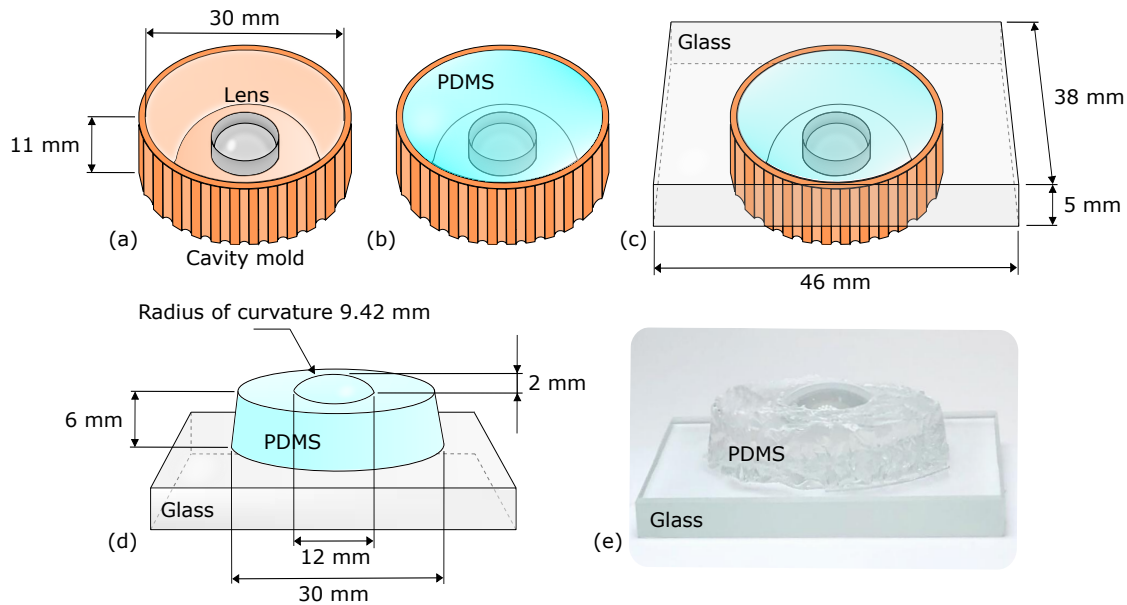 30 mm
Lens
11 mm
(a)
Cavity mold
PDMS
(b)
Glass
38 mm
5 mm
(c)
46 mm
Radius of curvature 9.42 mm
2 mm
6 mm
PDMS
Glass
(d)
12 mm
30 mm
PDMS
Glass
(e)